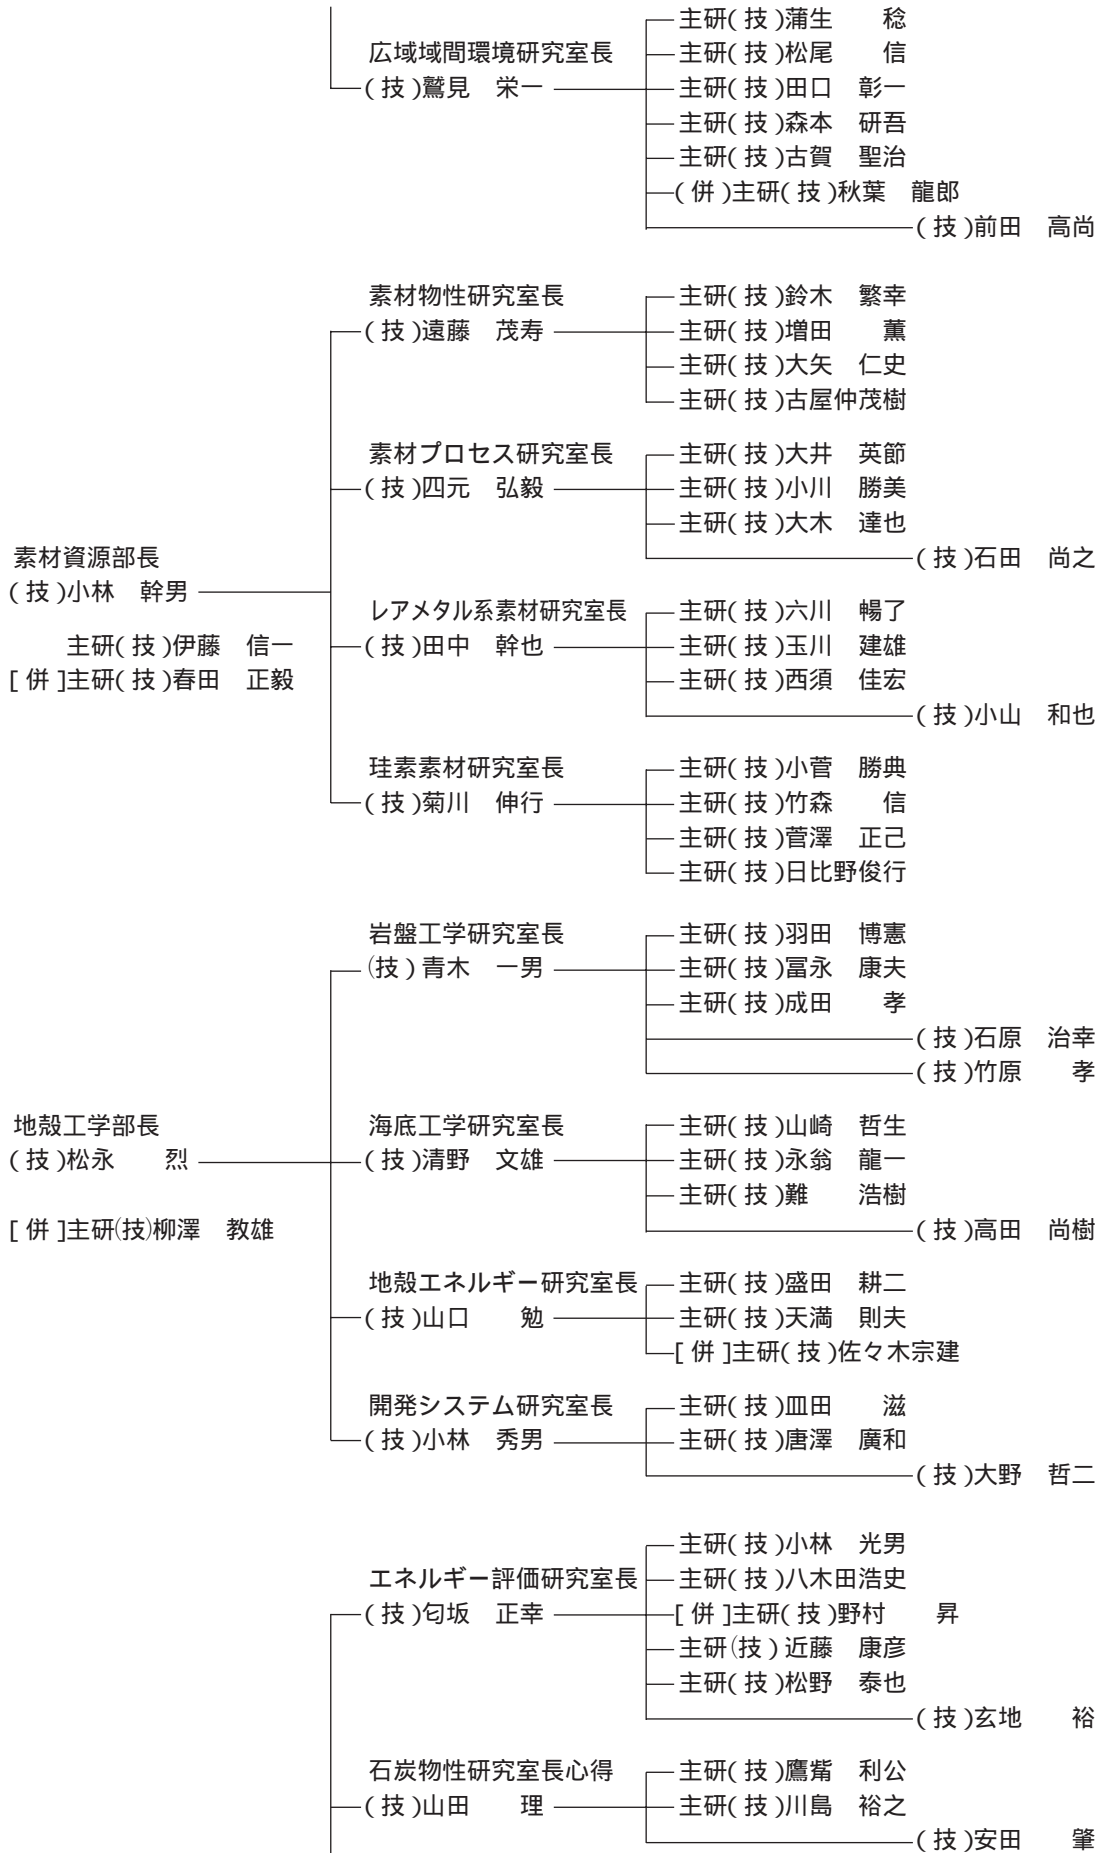 主研(技)蒲生　　稔
広域域間環境研究室長
主研(技)松尾　　信
(技)鷲見　栄一
主研(技)田口　彰一
主研(技)森本　研吾
主研(技)古賀　聖治
(併)主研(技)秋葉　龍郎
(技)前田　高尚
素材物性研究室長
主研(技)鈴木　繁幸
(技)遠藤　茂寿
主研(技)増田　　薫
主研(技)大矢　仁史
主研(技)古屋仲茂樹
素材プロセス研究室長
主研(技)大井　英節
(技)四元　弘毅
主研(技)小川　勝美
主研(技)大木　達也
(技)石田　尚之
素材資源部長
(技)小林　幹男
主研(技)伊藤　信一
[併]主研(技)春田　正毅
レアメタル系素材研究室長
主研(技)六川　暢了
(技)田中　幹也
主研(技)玉川　建雄
主研(技)西須　佳宏
(技)小山　和也
珪素素材研究室長
主研(技)小菅　勝典
(技)菊川　伸行
主研(技)竹森　　信
主研(技)菅澤　正己
主研(技)日比野俊行
岩盤工学研究室長
主研(技)羽田　博憲
(技)青木　一男
主研(技)冨永　康夫
主研(技)成田　　孝
(技)石原　治幸
(技)竹原　　孝
地殻工学部長
(技)松永　　烈
[併]主研(技)柳澤　教雄
海底工学研究室長
主研(技)山崎　哲生
(技)清野　文雄
主研(技)永翁　龍一
主研(技)難　　浩樹
(技)高田　尚樹
地殻エネルギー研究室長
主研(技)盛田　耕二
(技)山口　　勉
主研(技)天満　則夫
[併]主研(技)佐々木宗建
開発システム研究室長
主研(技)皿田　　滋
(技)小林　秀男
主研(技)唐澤　廣和
(技)大野　哲二
主研(技)小林　光男
エネルギー評価研究室長
主研(技)八木田浩史
(技)匂坂　正幸
[併]主研(技)野村　　昇
主研(技)近藤　康彦
主研(技)松野　泰也
(技)玄地　　裕
石炭物性研究室長心得
主研(技)鷹觜　利公
(技)山田　　理
主研(技)川島　裕之
(技)安田　　肇